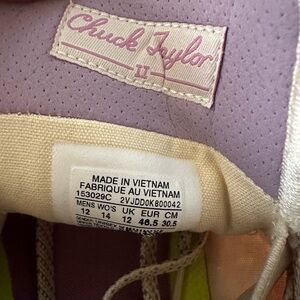 Chuck Taylor
II
MADE IN VIETNAM
FABRIQUE AU VIETNAM
153029C 2VJDD0K800042
MENS WO'S UK EUR CM
12 14 12 46.5 30.5